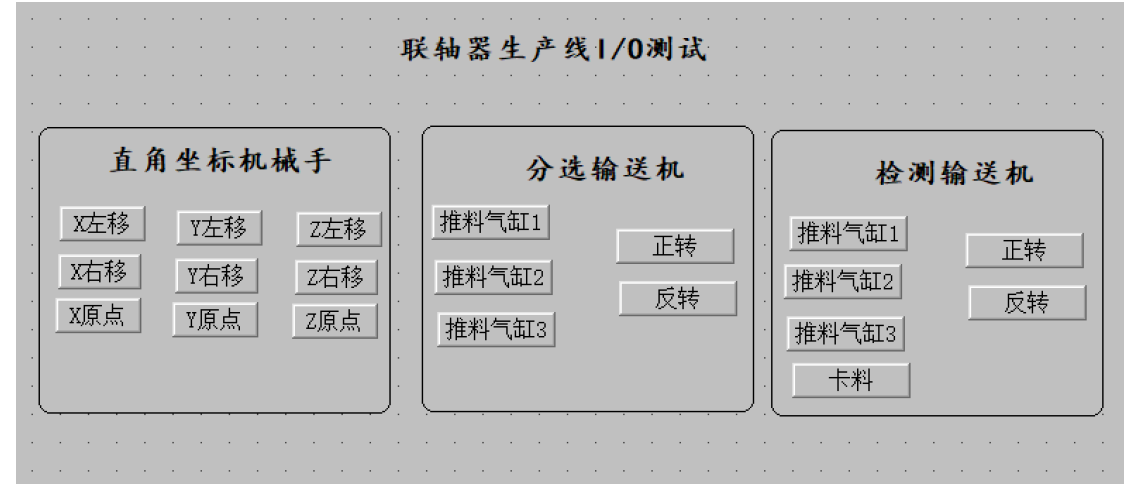 联轴器生产线I/O测试
直角坐标机械手
X左移 Y左移 Z左移
X右移 Y右移 Z右移
X原点 Y原点 Z原点
分选输送机
推料气缸1
正转
推料气缸2
反转
推料气缸3
检测输送机
推料气缸1
正转
推料气缸2
反转
推料气缸3
卡料